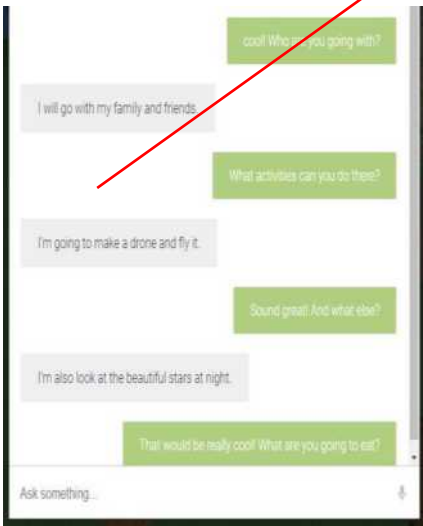 cool! Who are you going with?
I will go with my family and friends.
What activities can you do there?
I'm going to make a drone and fly it.
Sound great! And what else?
I'm also look at the beautiful stars at night.
That would be really cool! What are you going to eat?
Ask something...